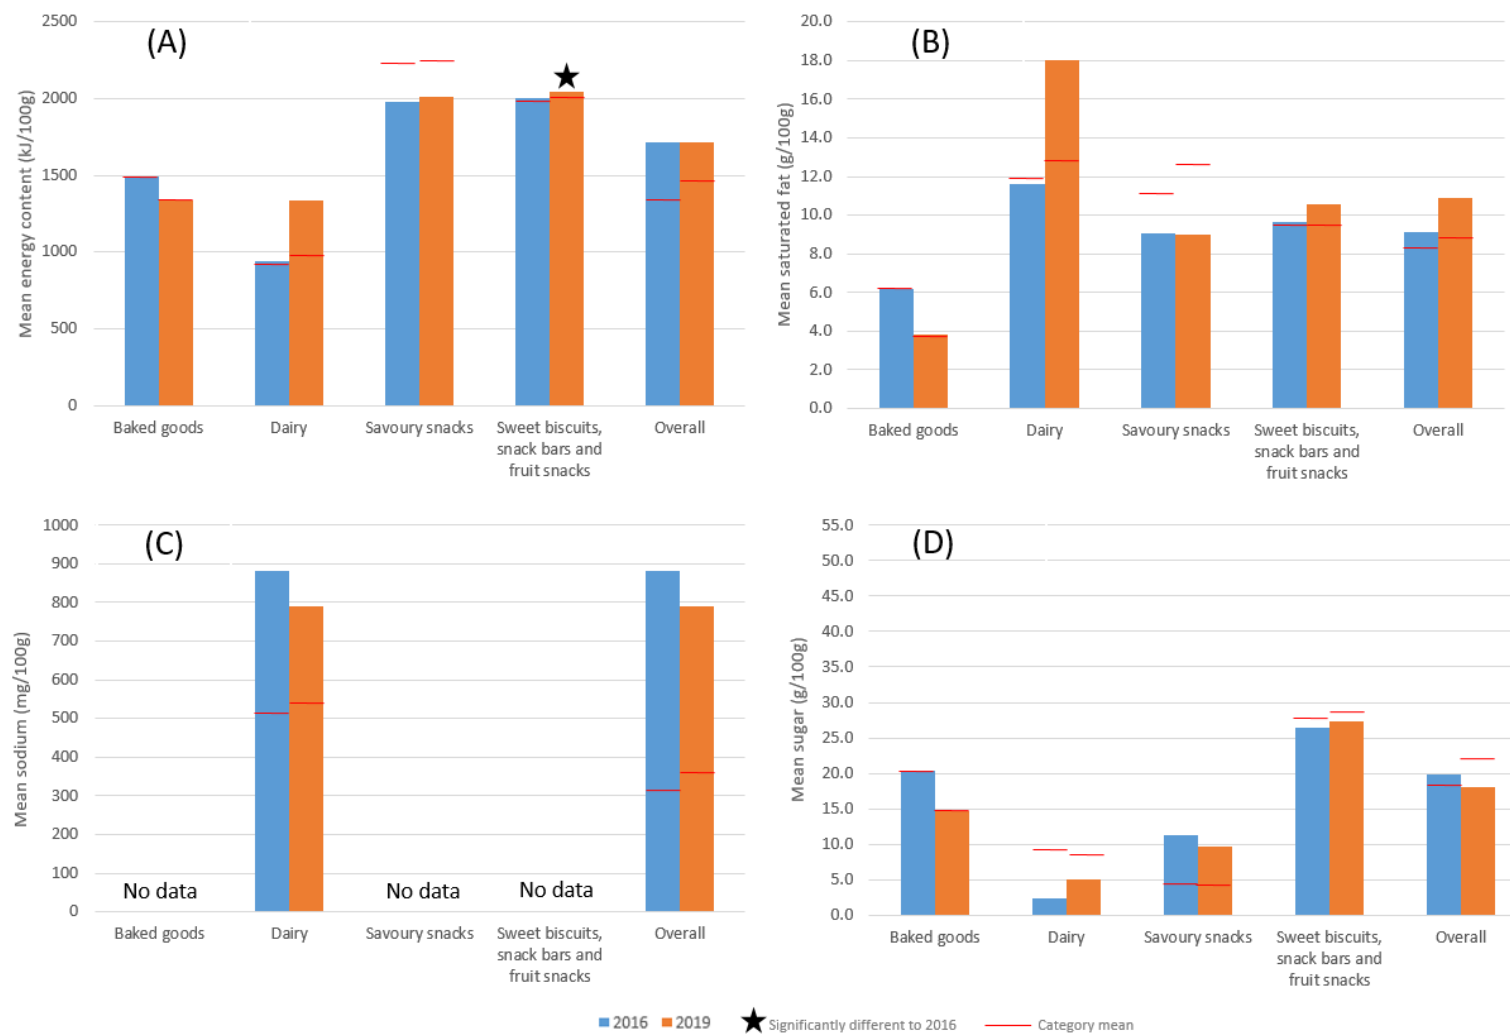 (A)
Mean energy content (kJ/100g)
2500
2000
1500
1000
500
0
Baked goods
Dairy
Savoury snacks
Sweet biscuits,
snack bars and
fruit snacks
Overall
(B)
Mean saturated fat (g/100g)
20.0
18.0
16.0
14.0
12.0
10.0
8.0
6.0
4.0
2.0
0.0
Baked goods
Dairy
Savoury snacks
Sweet biscuits,
snack bars and
fruit snacks
Overall
(C)
Mean sodium (mg/100g)
1000
900
800
700
600
500
400
300
200
100
0
No data
No data
No data
Baked goods
Dairy
Savoury snacks
Sweet biscuits,
snack bars and
fruit snacks
Overall
(D)
Mean sugar (g/100g)
55.0
50.0
45.0
40.0
35.0
30.0
25.0
20.0
15.0
10.0
5.0
0.0
Baked goods
Dairy
Savoury snacks
Sweet biscuits,
snack bars and
fruit snacks
Overall
2016
2019
Significantly different to 2016
Category mean